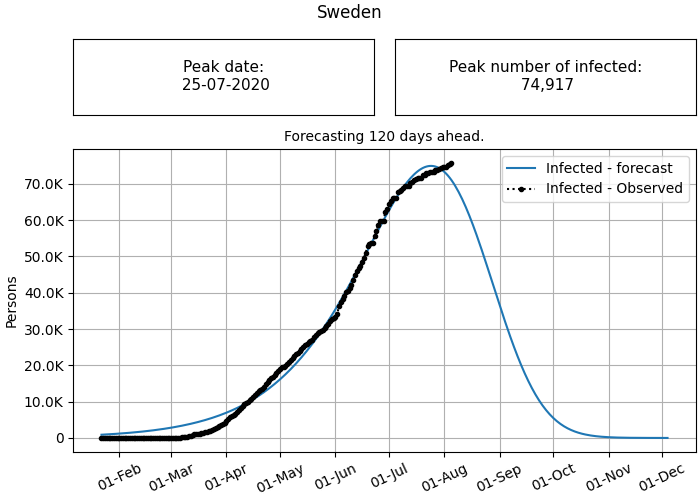 Sweden
Peak date:
25-07-2020
Peak number of infected:
74,917
Forecasting 120 days ahead.
Infected - forecast
Infected - Observed
Persons
70.0K
60.0K
50.0K
40.0K
30.0K
20.0K
10.0K
0
01-Feb
01-Mar
01-Apr
01-May
01-Jun
01-Jul
01-Aug
01-Sep
01-Oct
01-Nov
01-Dec